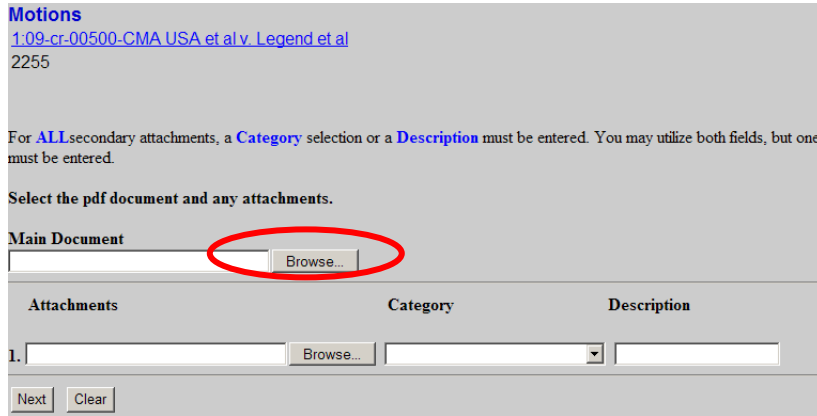 Motions
1:09-cr-00500-CMA USA et al v. Legend et al
2255
For ALLsecondary attachments, a Category selection or a Description must be entered. You may utilize both fields, but one
must be entered.
Select the pdf document and any attachments.
Main Document
Browse...
Attachments Category Description
1. Browse...
Next Clear